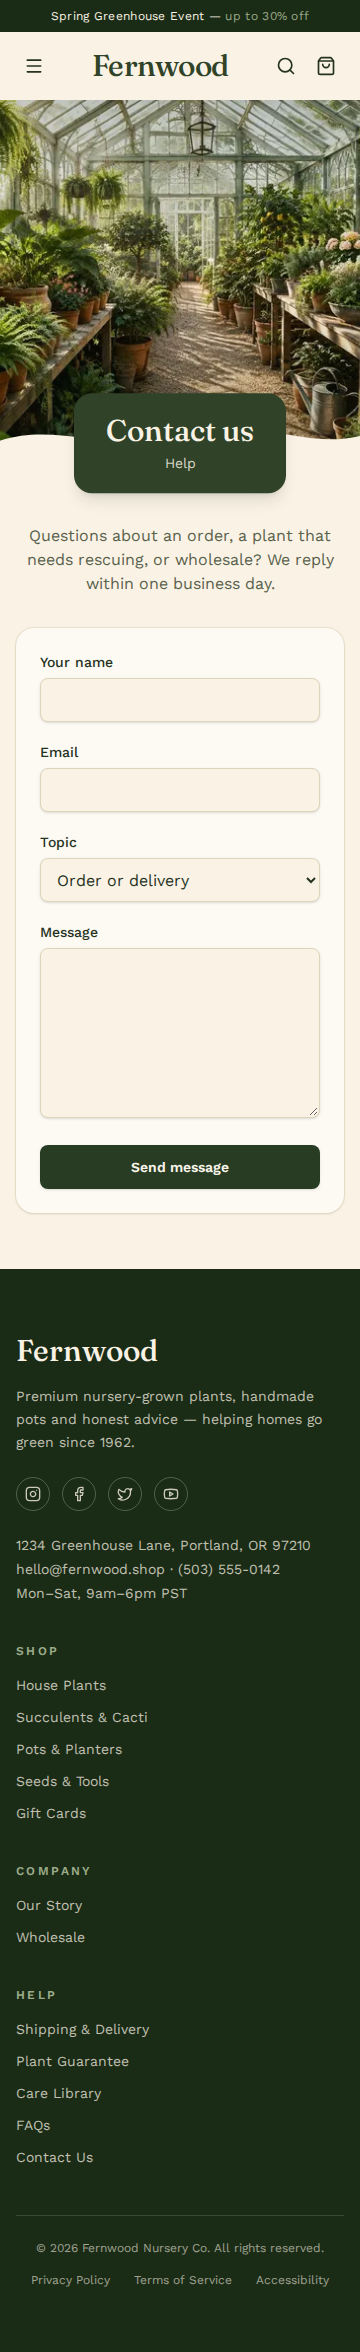 Spring Greenhouse Event — up to 30% off
Fernwood
Contact us
Help
Questions about an order, a plant that
needs rescuing, or wholesale? We reply
within one business day.
Your name
Email
Topic
Order or delivery
Message
Send message
Fernwood
Premium nursery-grown plants, handmade
pots and honest advice — helping homes go
green since 1962.
1234 Greenhouse Lane, Portland, OR 97210
hello@fernwood.shop · (503) 555-0142
Mon–Sat, 9am–6pm PST
SHOP
House Plants
Succulents & Cacti
Pots & Planters
Seeds & Tools
Gift Cards
COMPANY
Our Story
Wholesale
HELP
Shipping & Delivery
Plant Guarantee
Care Library
FAQs
Contact Us
© 2026 Fernwood Nursery Co. All rights reserved.
Privacy Policy Terms of Service Accessibility